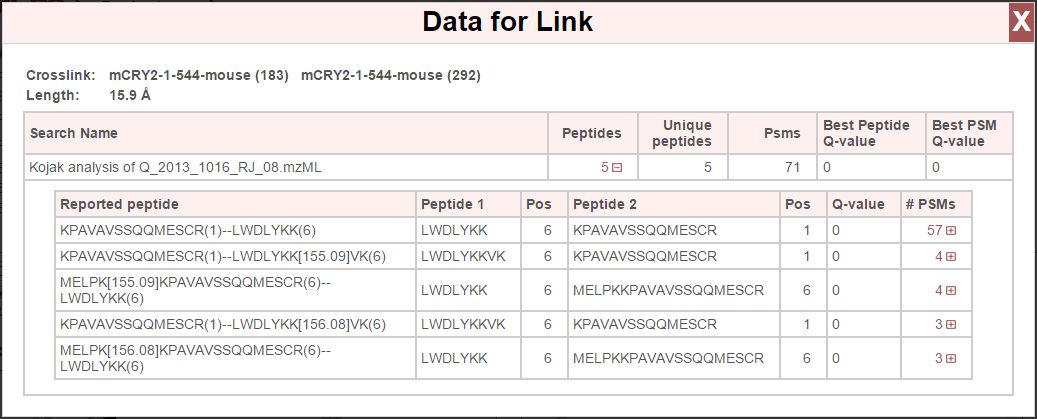 Data for Link
X
Crosslink: mCRY2-1-544-mouse (183) mCRY2-1-544-mouse (292)
Length: 15.9 Å
Search Name Peptides Unique peptides Psms Best Peptide Q-value Best PSM Q-value
Kojak analysis of Q_2013_1016_RJ_08.mzML 5 5 71 0 0
Reported peptide Peptide 1 Pos Peptide 2 Pos Q-value # PSMs
KPAVAVSSQQMESCR(1)--LWDLYKK(6) LWDLYKK 6 KPAVAVSSQQMESCR 1 0 57
KPAVAVSSQQMESCR(1)--LWDLYKK[155.09]VK(6) LWDLYKKVK 6 KPAVAVSSQQMESCR 1 0 4
MELPK[155.09]KPAVAVSSQQMESCR(6)--
LWDLYKK(6) LWDLYKK 6 MELPKKPAVAVSSQQMESCR 6 0 4
KPAVAVSSQQMESCR(1)--LWDLYKK[156.08]VK(6) LWDLYKKVK 6 KPAVAVSSQQMESCR 1 0 3
MELPK[156.08]KPAVAVSSQQMESCR(6)--
LWDLYKK(6) LWDLYKK 6 MELPKKPAVAVSSQQMESCR 6 0 3